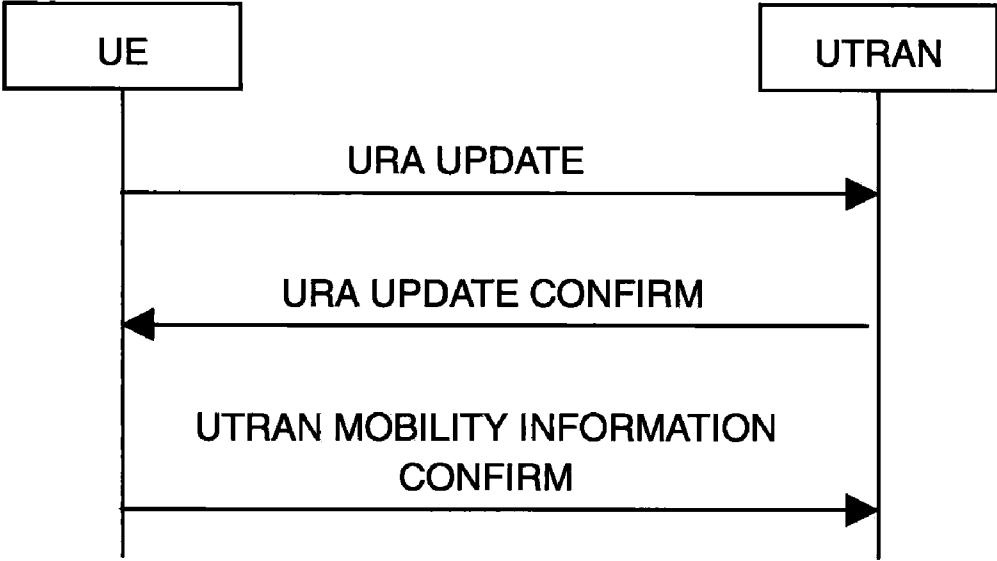 UE
UTRAN
URA UPDATE
URA UPDATE CONFIRM
UTRAN MOBILITY INFORMATION
CONFIRM